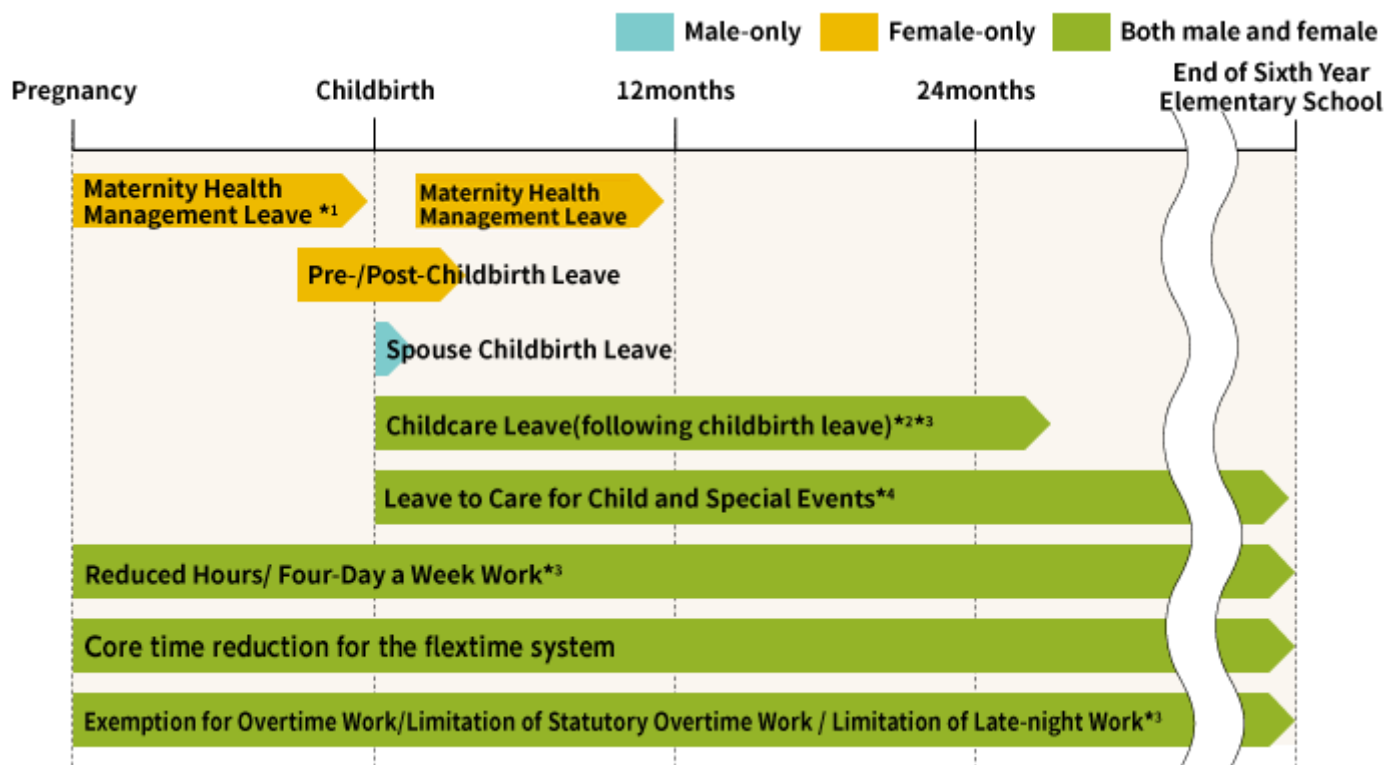 Male-only
Female-only
Both male and female
Pregnancy
Childbirth
12months
24months
End of Sixth Year
Elementary School
Maternity Health
Management Leave *1
Maternity Health
Management Leave
Pre-/Post-Childbirth Leave
Spouse Childbirth Leave
Childcare Leave(following childbirth leave)*2*3
Leave to Care for Child and Special Events*4
Reduced Hours/ Four-Day a Week Work*3
Core time reduction for the flextime system
Exemption for Overtime Work/Limitation of Statutory Overtime Work / Limitation of Late-night Work*3